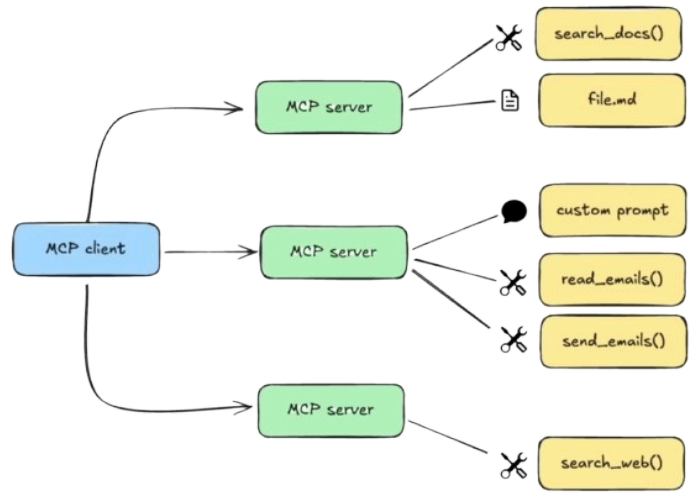 search_docs()
MCP server
file.md
custom prompt
MCP client
MCP server
read_emails()
send_emails()
MCP server
search_web()